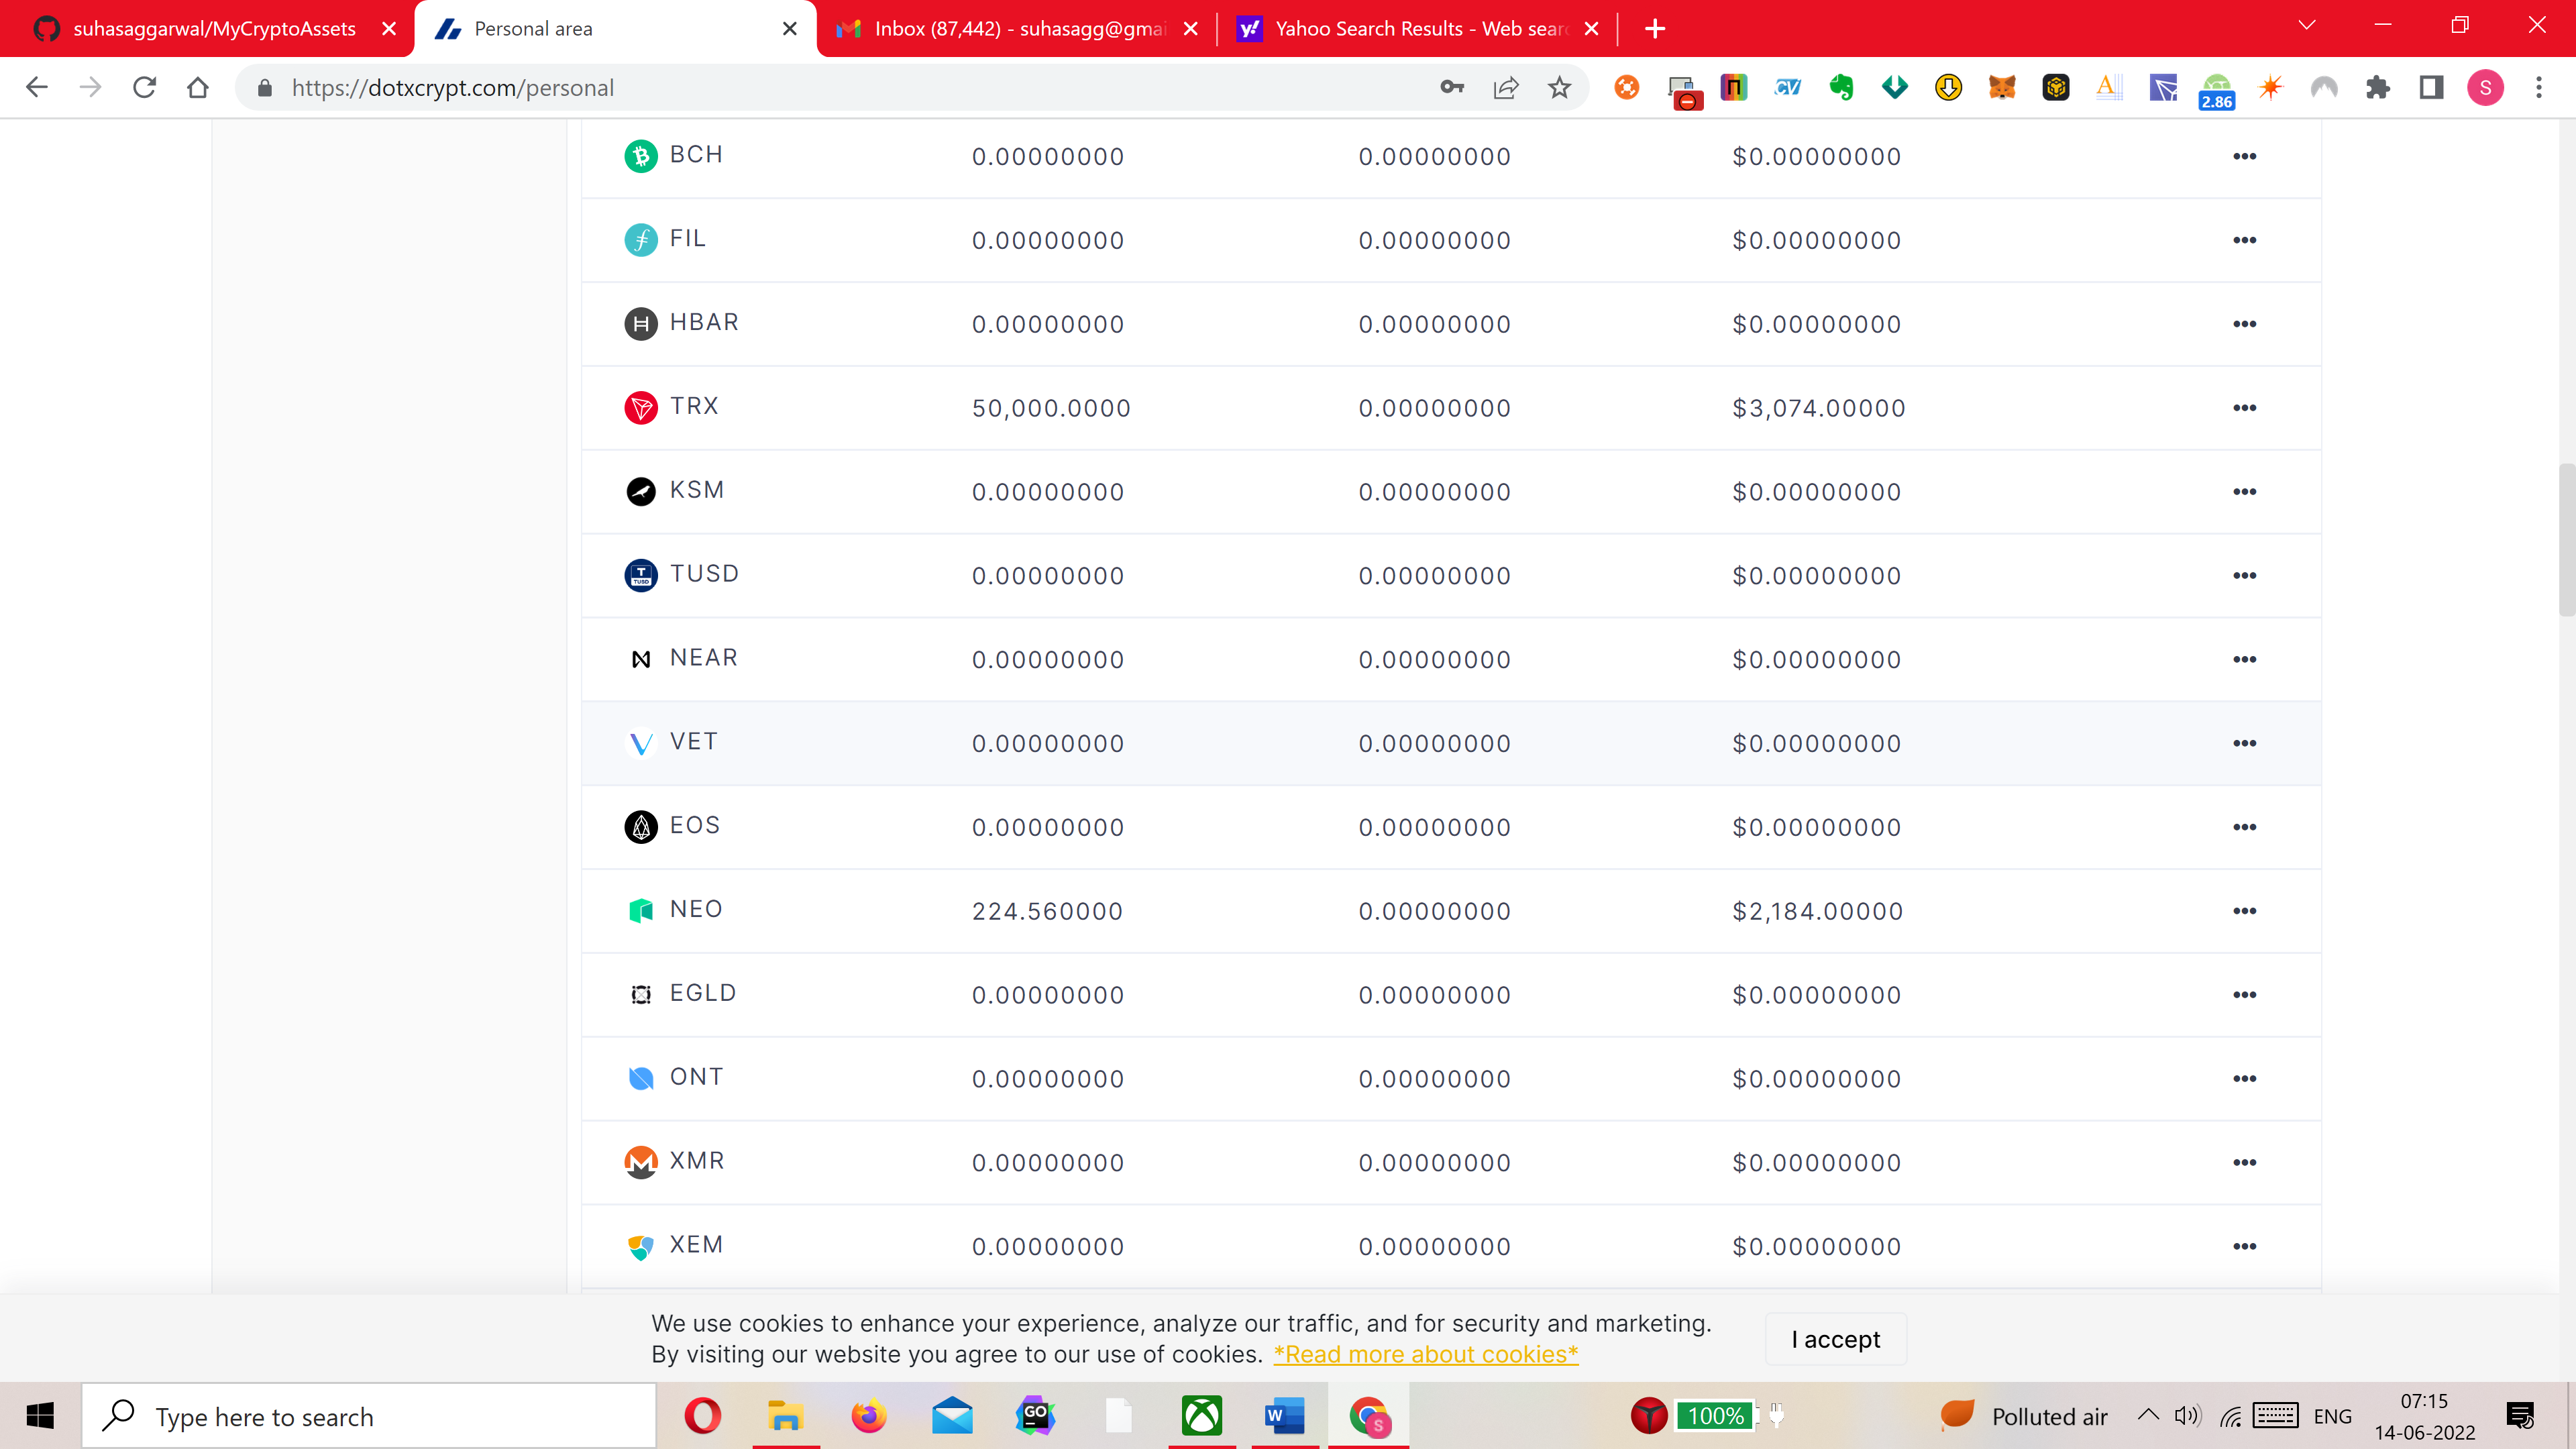 suhasaggarwal/MyCryptoAssets
Personal area
Inbox (87,442) - suhasagg@gmai
Yahoo Search Results - Web sear
https://dotxcrypt.com/personal
2.86
S
BCH 0.00000000 0.00000000 $0.00000000
FIL 0.00000000 0.00000000 $0.00000000
HBAR 0.00000000 0.00000000 $0.00000000
TRX 50,000.0000 0.00000000 $3,074.00000
KSM 0.00000000 0.00000000 $0.00000000
TUSD 0.00000000 0.00000000 $0.00000000
NEAR 0.00000000 0.00000000 $0.00000000
VET 0.00000000 0.00000000 $0.00000000
EOS 0.00000000 0.00000000 $0.00000000
NEO 224.560000 0.00000000 $2,184.00000
EGLD 0.00000000 0.00000000 $0.00000000
ONT 0.00000000 0.00000000 $0.00000000
XMR 0.00000000 0.00000000 $0.00000000
XEM 0.00000000 0.00000000 $0.00000000
We use cookies to enhance your experience, analyze our traffic, and for security and marketing.
By visiting our website you agree to our use of cookies. *Read more about cookies*
I accept
Type here to search
GO
W
S
100%
Polluted air
ENG
07:15
14-06-2022